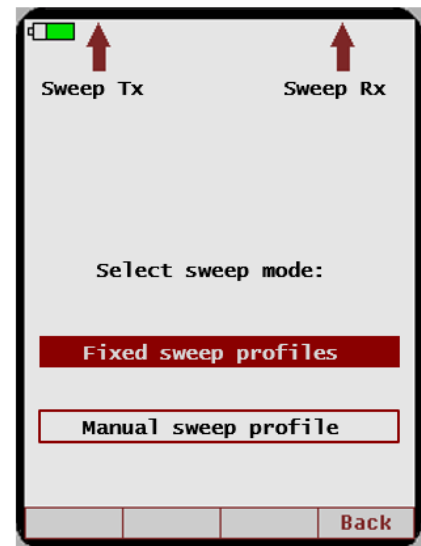 Sweep Tx Sweep Rx
Select sweep mode:
Fixed sweep profiles
Manual sweep profile
Back